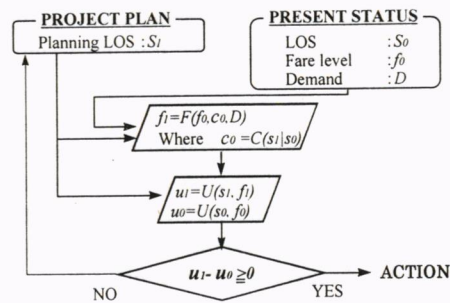 PROJECT PLAN
Planning LOS : S1
PRESENT STATUS
LOS : S0
Fare level : f0
Demand : D
f1=F(f0,c0,D)
Where c0=C(s1|s0)
u1=U(s1, f1)
u0=U(s0, f0)
u1- u0 ≧0
NO
YES
ACTION